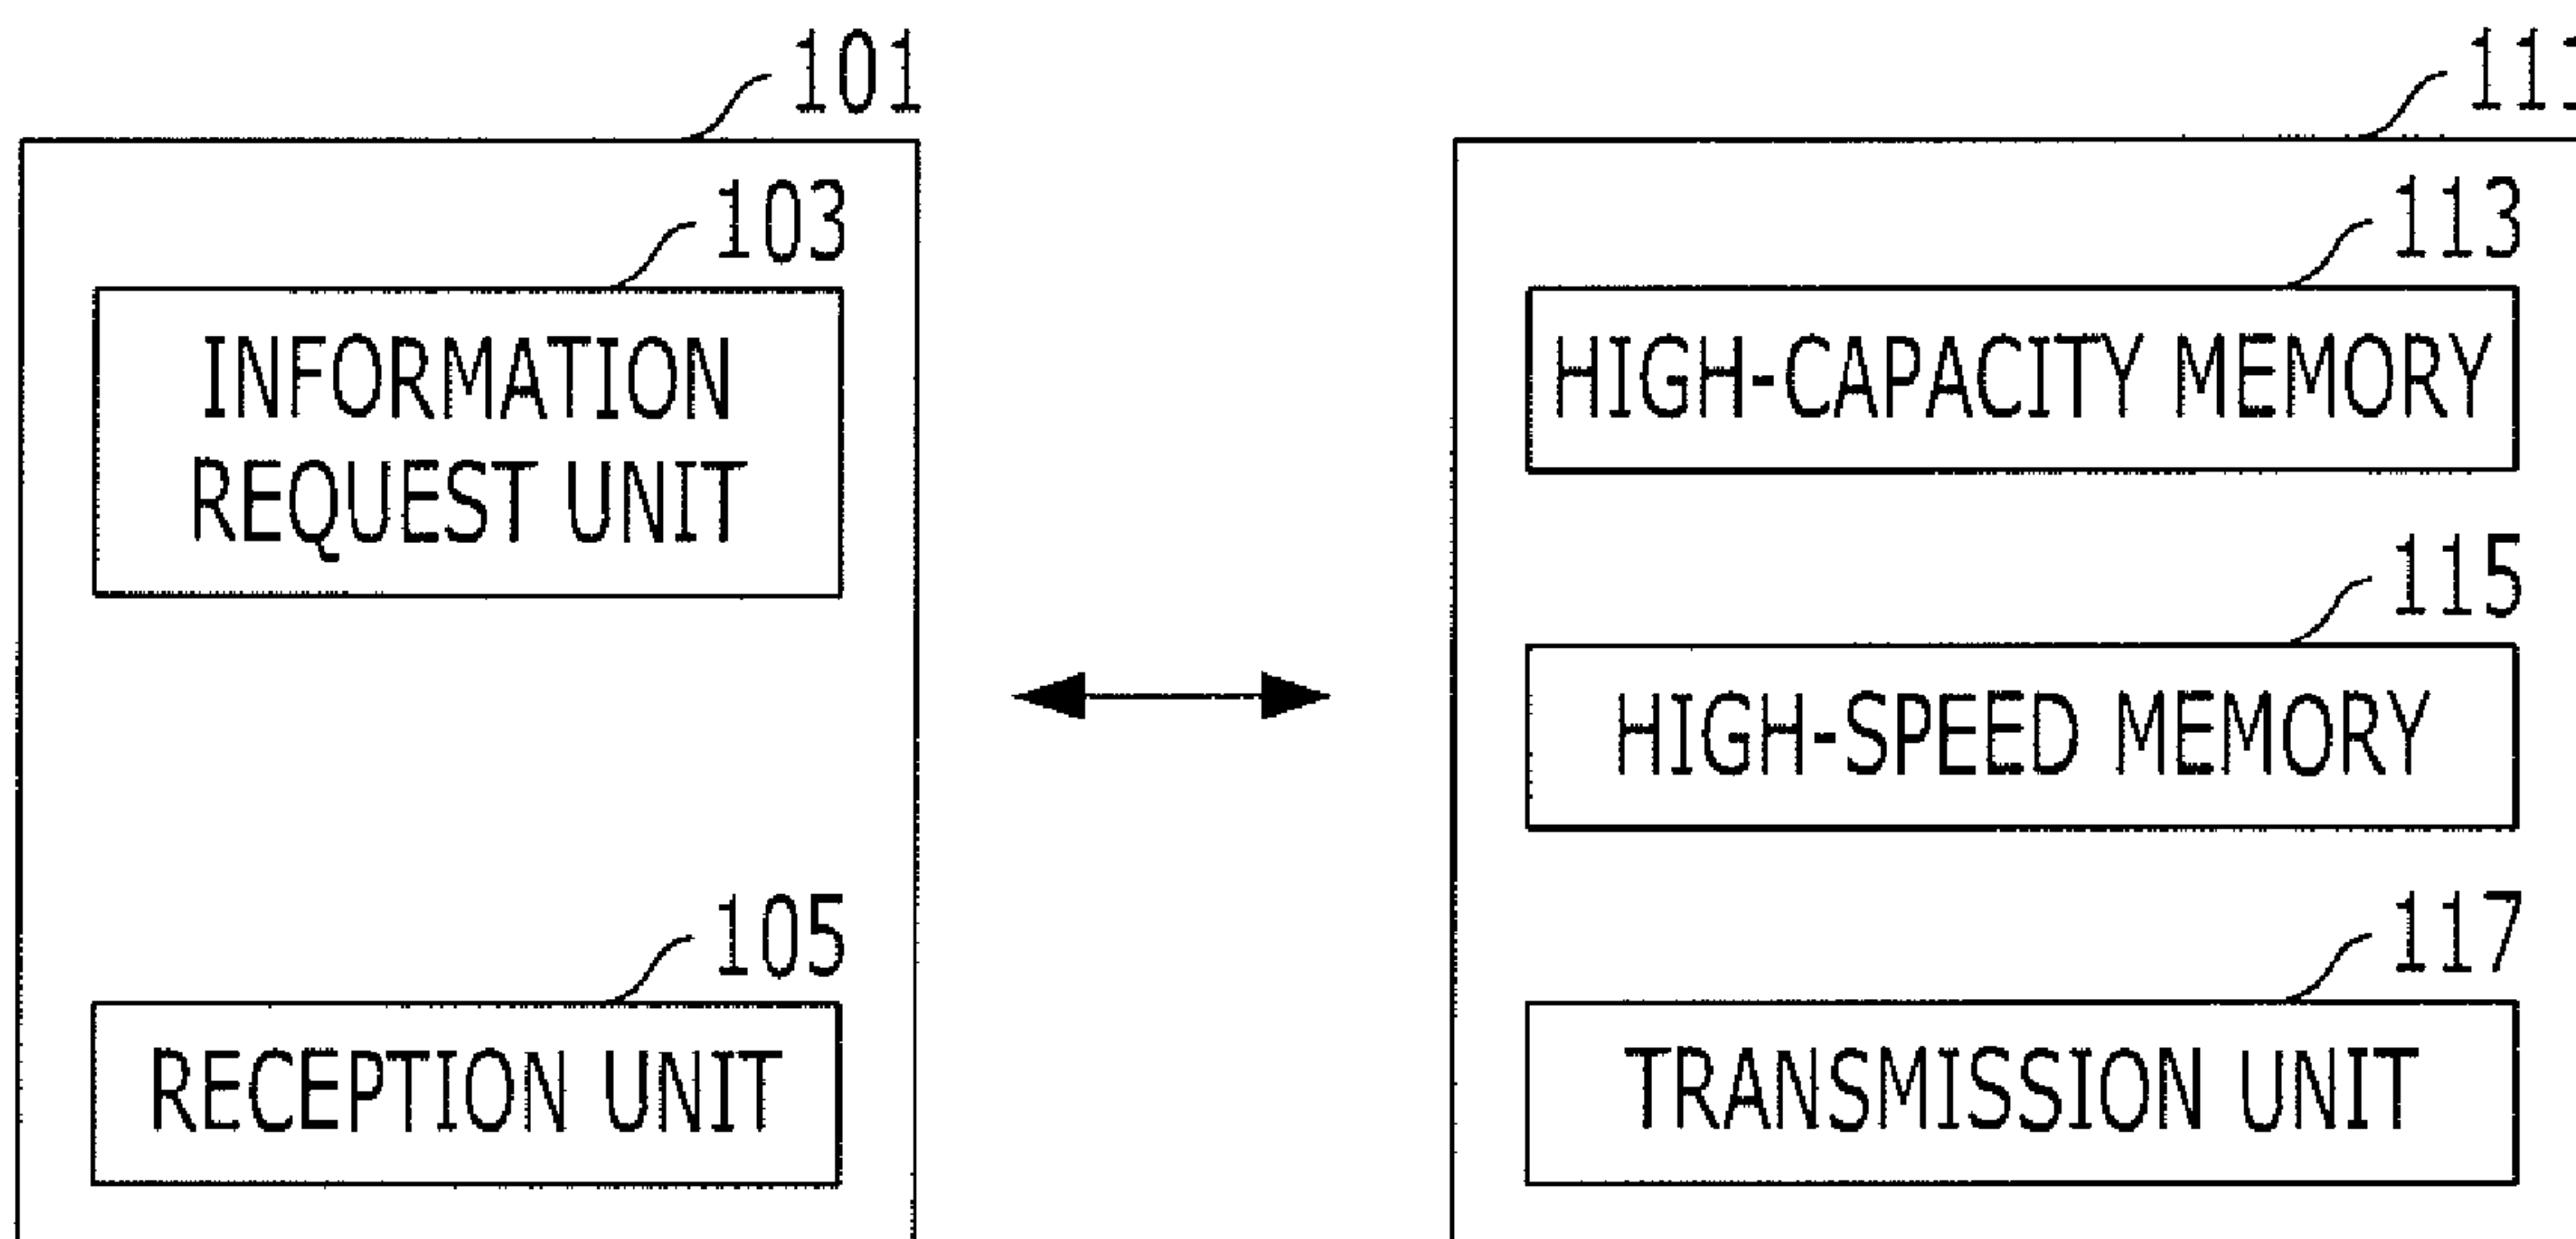 101
111
103
113
INFORMATION
REQUEST UNIT
HIGH-CAPACITY MEMORY
115
HIGH-SPEED MEMORY
105
117
RECEPTION UNIT
TRANSMISSION UNIT